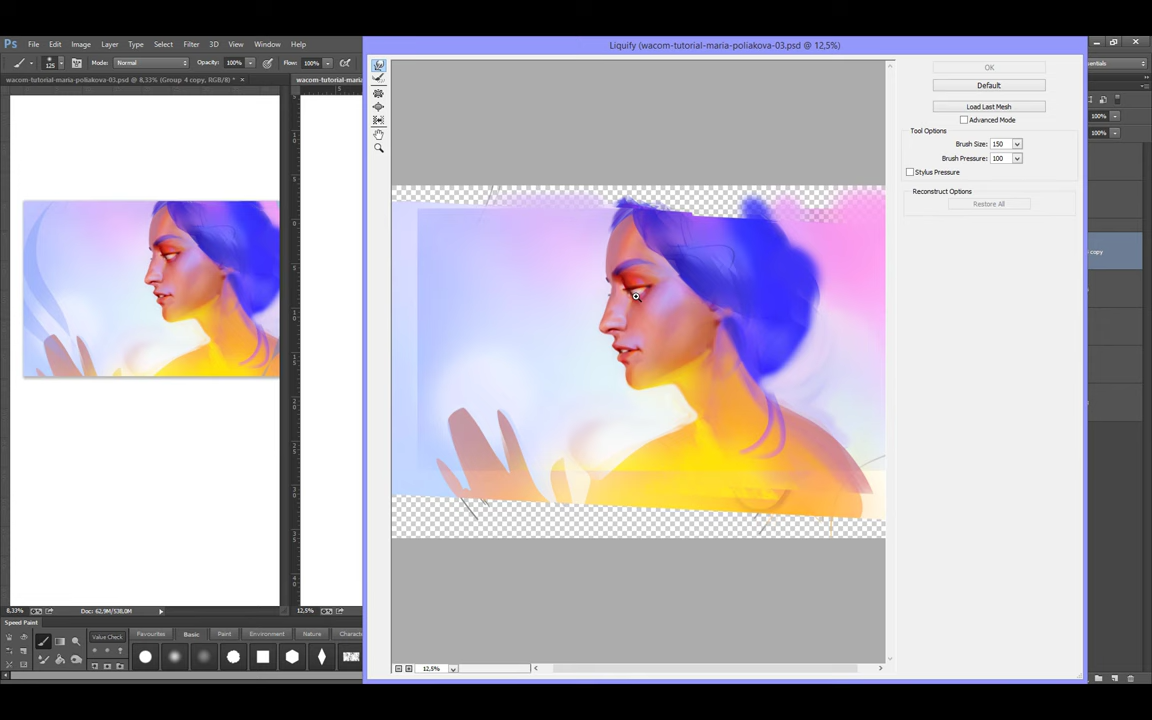 Ps File Edit Image Layer Type Select Filter 3D View Window Help
Liquify (wacom-tutorial-maria-poliakova-03.psd @ 12,5%)
125 Mode: Normal Opacity: 100% Flow: 100%
wacom-tutorial-maria-poliakova-03.psd @ 8,33% (Group 4 copy, RGB/8) * ×
wacom-tutorial-maria
OK
Default
Load Last Mesh
Advanced Mode
Tool Options
Brush Size: 150
Brush Pressure: 100
Stylus Pressure
Reconstruct Options
Restore All
entials
100%
100%
copy
8,33% Doc: 62,9M/538,0M
12,5%
Speed Paint
Value Check Favourites Basic Paint Environment Nature Charact
12,5%